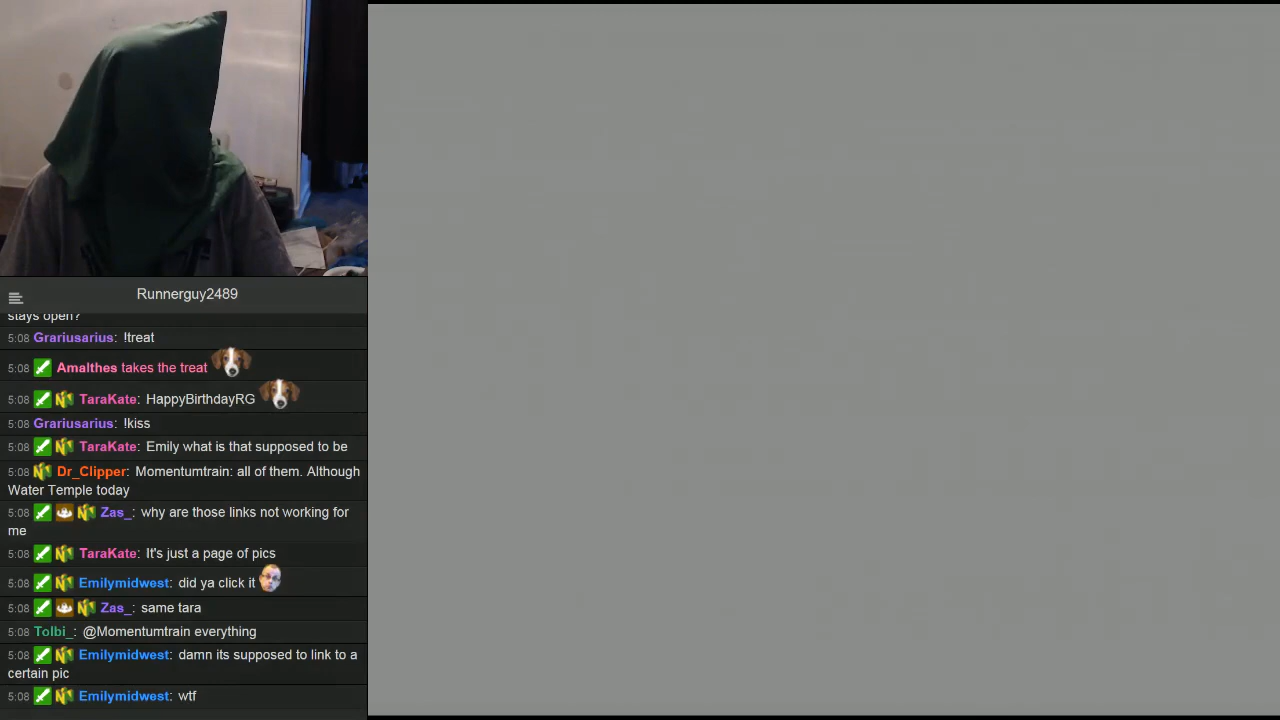 Runnerguy2489
stays open?
5:08 Grariusarius: !treat
5:08 Amalthes takes the treat
5:08 TaraKate: HappyBirthdayRG
5:08 Grariusarius: !kiss
5:08 TaraKate: Emily what is that supposed to be
5:08 Dr_Clipper: Momentumtrain: all of them. Although
Water Temple today
5:08 Zas_: why are those links not working for
me
5:08 TaraKate: It's just a page of pics
5:08 Emilymidwest: did ya click it
5:08 Zas_: same tara
5:08 Tolbi_: @Momentumtrain everything
5:08 Emilymidwest: damn its supposed to link to a
certain pic
5:08 Emilymidwest: wtf